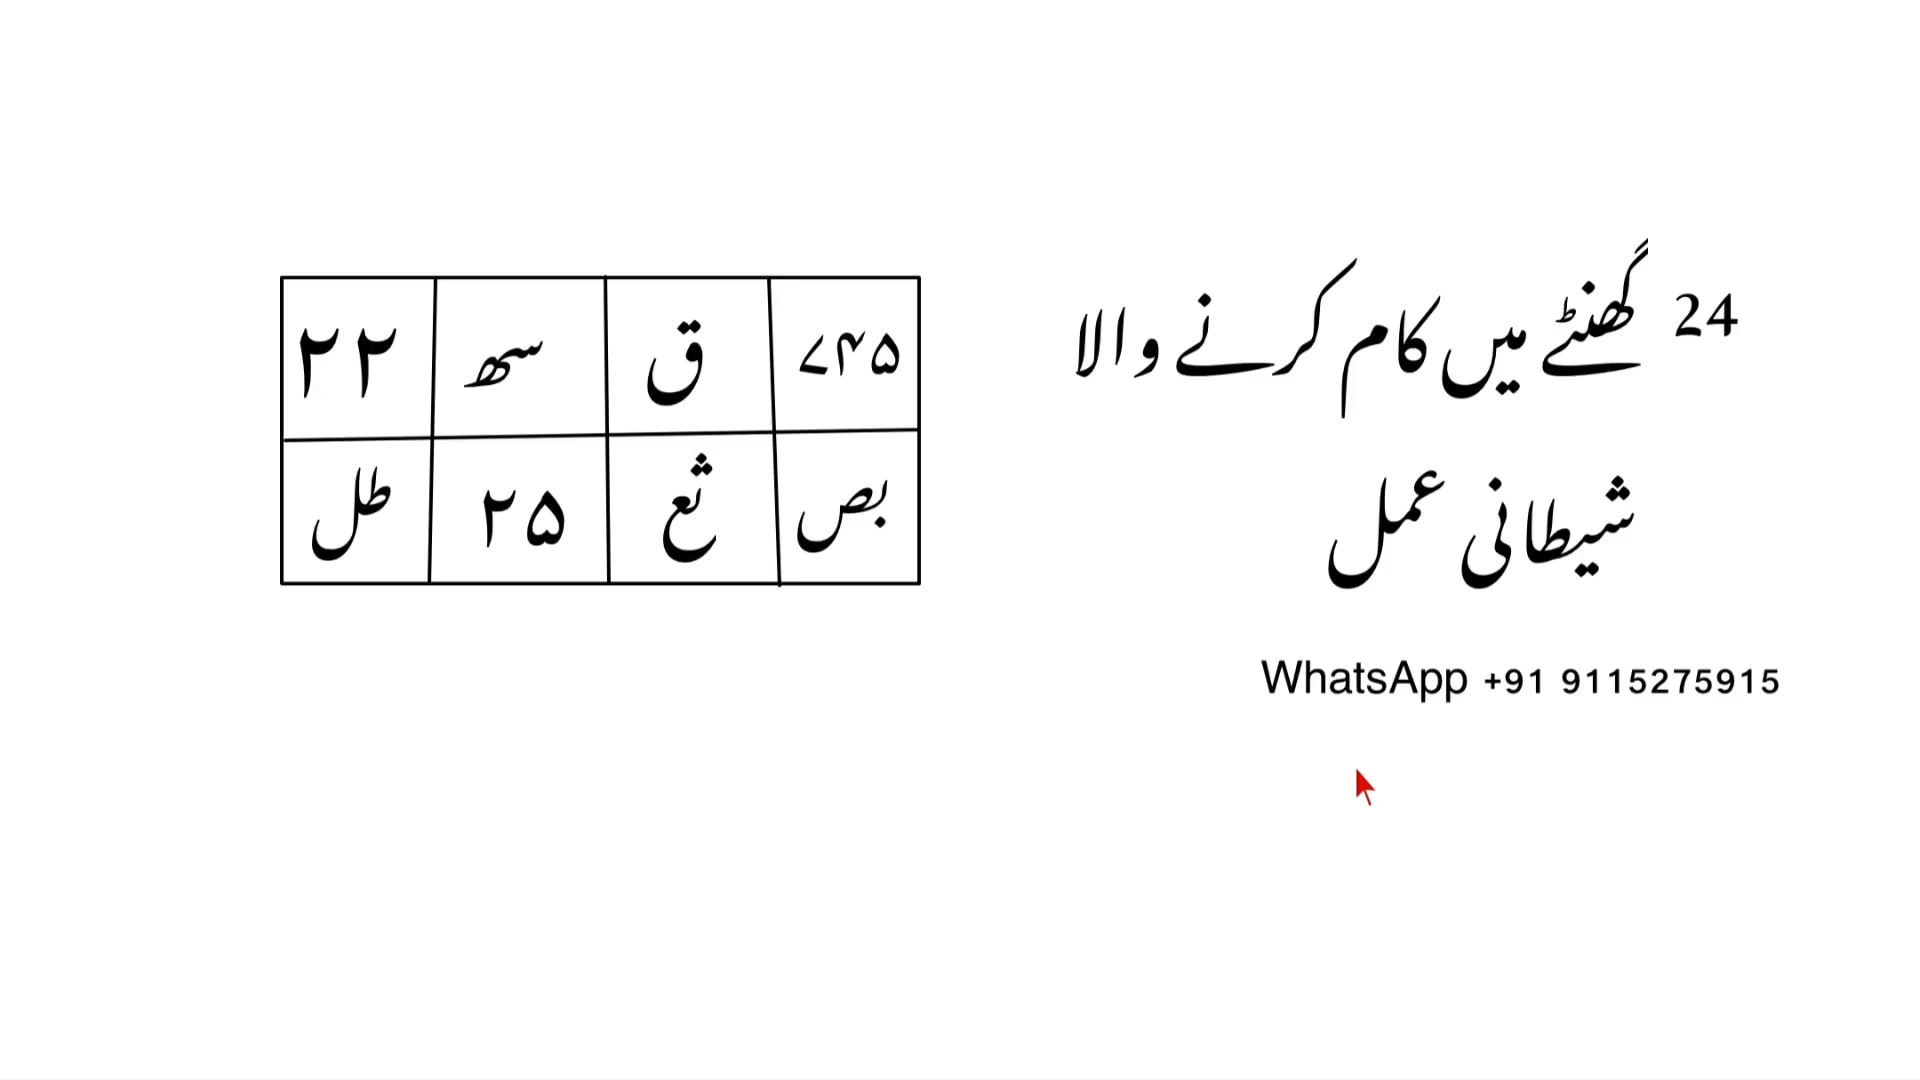 24 گھنٹے میں کام کرنے والا
شیطانی عمل
WhatsApp +91 9115275915
۷۴۵ ق سھ ۲۲
بص ثع ۲۵ طل